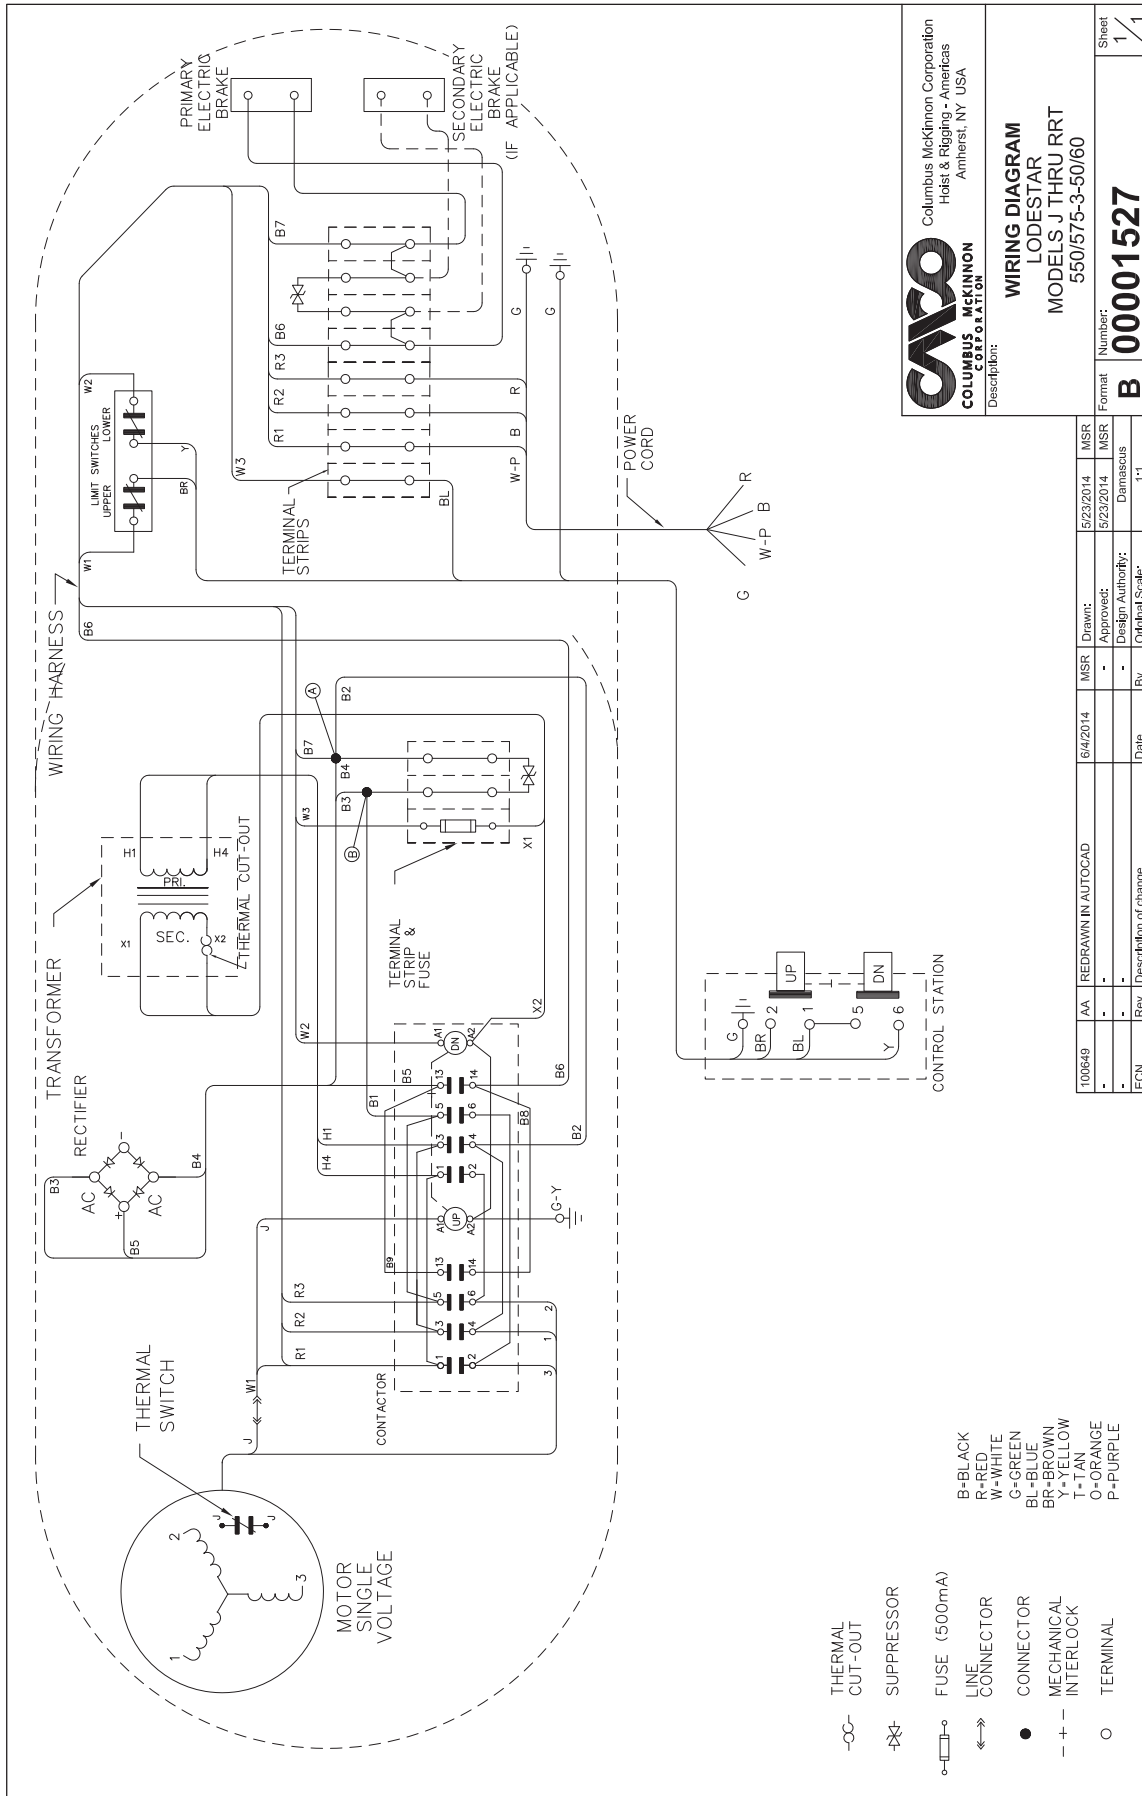 WIRING HARNESS
TRANSFORMER
RECTIFIER
THERMAL
SWITCH
MOTOR
SINGLE
VOLTAGE
1
2
3
J
J
J
W1
J
AC
AC
+
-
B3
B5
B4
X1
SEC.
X2
THERMAL CUT-OUT
H1
PRI.
H4
W1
B6
LIMIT SWITCHES
UPPER
LOWER
W2
BR
Y
W3
R1
R2
R3
B6
B7
PRIMARY
ELECTRIC
BRAKE
SECONDARY
ELECTRIC
BRAKE
(IF APPLICABLE)
TERMINAL
STRIPS
BL
W-P
B
R
G
G
POWER
CORD
G
W-P
B
R
A
B
B2
B7
B4
B3
W3
X1
TERMINAL
STRIP &
FUSE
W2
X2
B5
B6
B1
B8
B2
H1
H4
B9
G-Y
R3
R2
R1
2
1
3
CONTACTOR
A1
DN
A2
13
14
5
6
3
4
1
2
A1
UP
A2
13
14
5
6
3
4
1
2
CONTROL STATION
G
BR
2
BL
1
5
Y
6
UP
DN
THERMAL
CUT-OUT
SUPPRESSOR
FUSE (500mA)
LINE
CONNECTOR
CONNECTOR
MECHANICAL
INTERLOCK
TERMINAL
B=BLACK
R=RED
W=WHITE
G=GREEN
BL=BLUE
BR=BROWN
Y=YELLOW
T=TAN
O=ORANGE
P=PURPLE
100649 AA REDRAWN IN AUTOCAD 6/4/2014 MSR
- - - - -
- - - - -
ECN Rev Description of change Date By
Drawn: 5/23/2014 MSR
Approved: 5/23/2014 MSR
Design Authority: Damascus
Original Scale: 1:1
COLUMBUS McKINNON
CORPORATION
Columbus McKinnon Corporation
Hoist & Rigging - Americas
Amherst, NY USA
Description:
WIRING DIAGRAM
LODESTAR
MODELS J THRU RRT
550/575-3-50/60
Format
B
Number:
00001527
Sheet
1/1